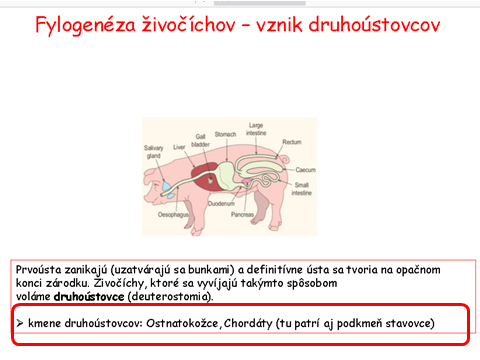 Fylogenéza živočíchov – vznik druhoústovcov
Large
intestine
Stomach
Gall
bladder
Liver
Rectum
Salivary
gland
Caecum
Small
intestine
Duodenum
Oesophagus
Pancreas
Prvoústa zanikajú (uzatvárajú sa bunkami) a definitívne ústa sa tvoria na opačnom
konci zárodku. Živočíchy, ktoré sa vyvíjajú takýmto spôsobom
voláme druhoústovce (deuterostomia).
➢ kmene druhoústovcov: Ostnatokožce, Chordáty (tu patrí aj podkmeň stavovce)